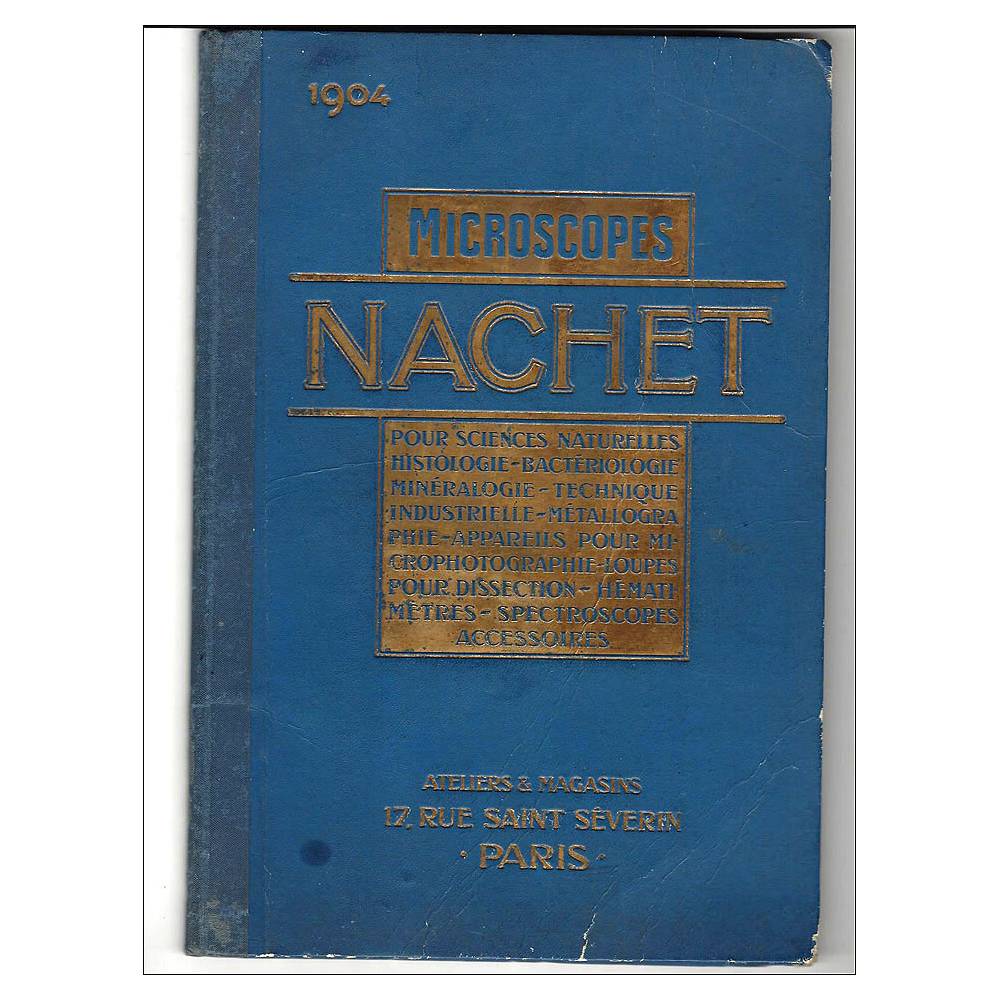 1904
MICROSCOPES
NACHET
POUR SCIENCES NATURELLES
HISTOLOGIE-BACTÉRIOLOGIE
MINÉRALOGIE-TECHNIQUE
INDUSTRIELLE-MÉTALLOGRA
PHIE-APPAREILS POUR MI-
CROPHOTOGRAPHIE-LOUPES
POUR DISSECTION-HÉMATI
MÈTRES-SPECTROSCOPES
ACCESSOIRES
ATELIERS & MAGASINS
17, RUE SAINT SÉVERIN
· PARIS ·